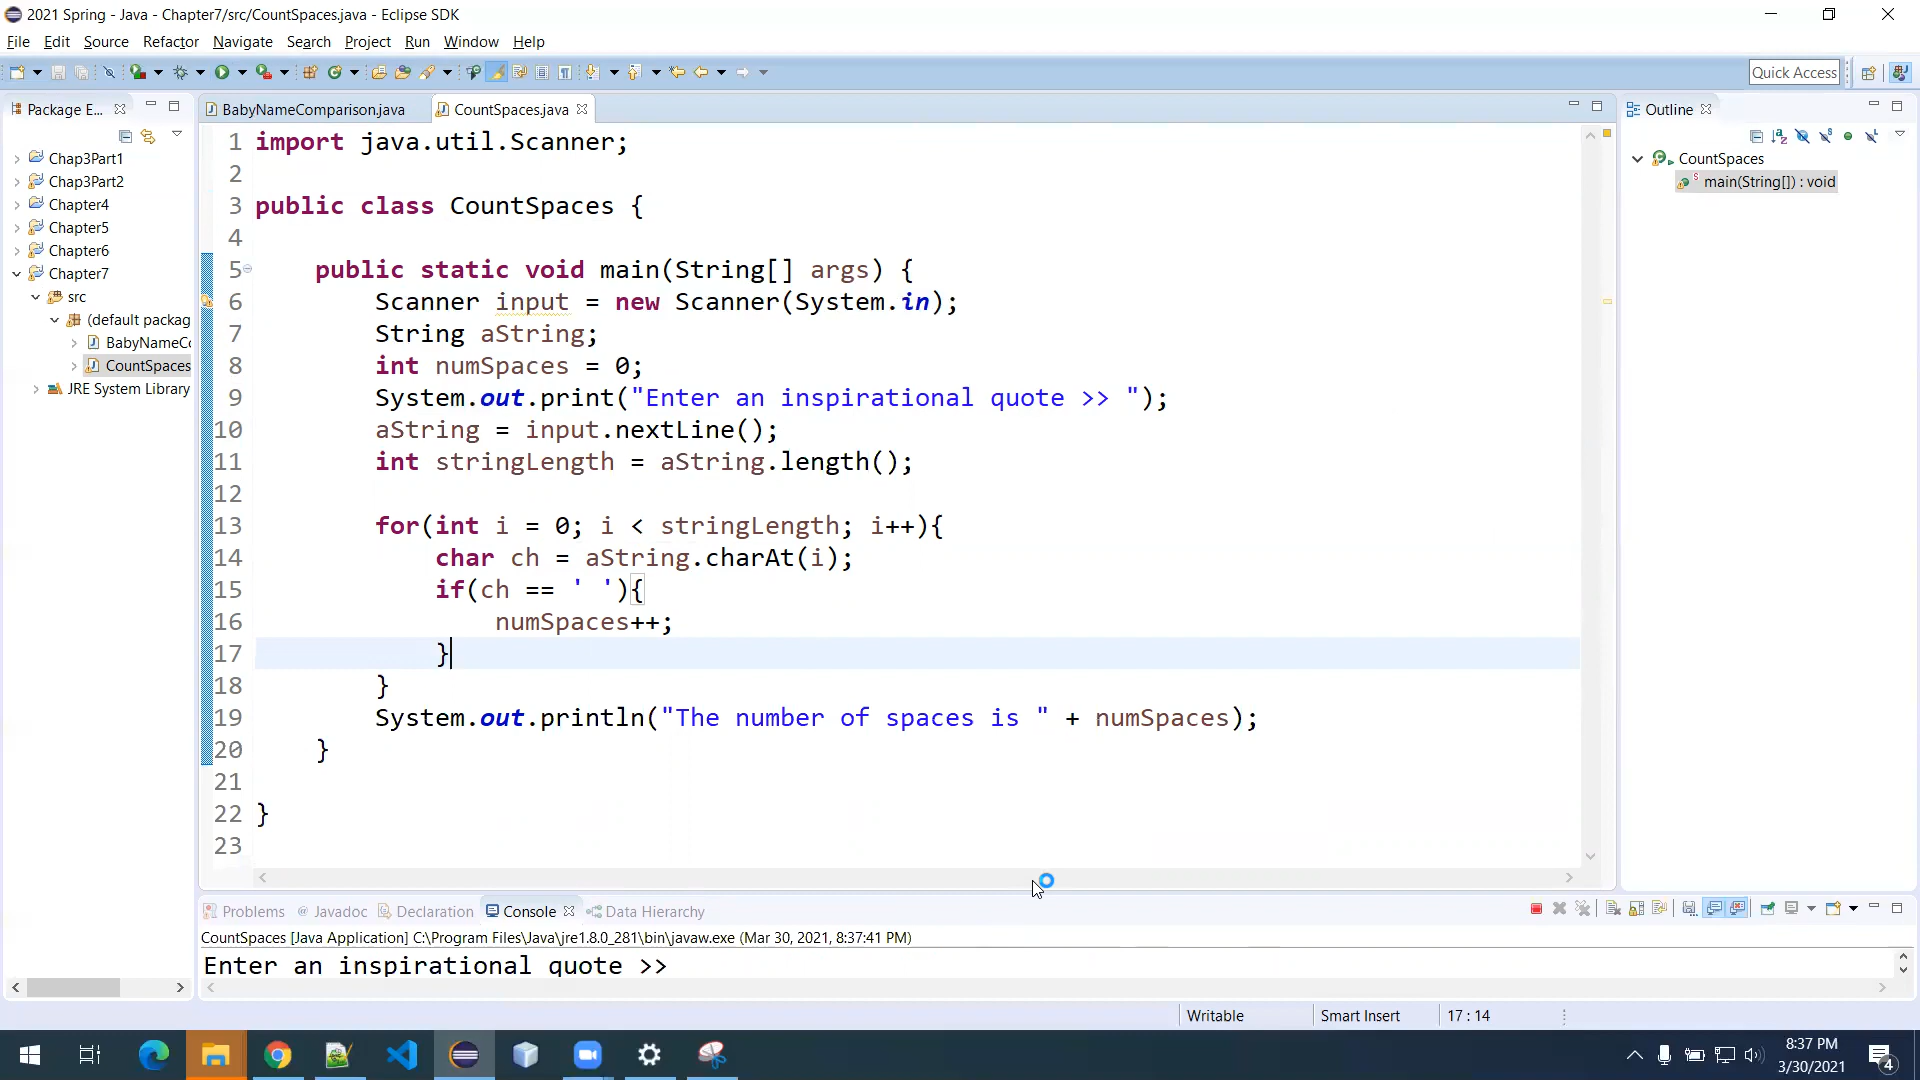 2021 Spring - Java - Chapter7/src/CountSpaces.java - Eclipse SDK
File Edit Source Refactor Navigate Search Project Run Window Help
Quick Access
Package E...
Chap3Part1
Chap3Part2
Chapter4
Chapter5
Chapter6
Chapter7
src
(default packag
BabyNameCo
CountSpaces
JRE System Library
BabyNameComparison.java CountSpaces.java
1 import java.util.Scanner;
2
3 public class CountSpaces {
4
5 public static void main(String[] args) {
6 Scanner input = new Scanner(System.in);
7 String aString;
8 int numSpaces = 0;
9 System.out.print("Enter an inspirational quote >> ");
10 aString = input.nextLine();
11 int stringLength = aString.length();
12
13 for(int i = 0; i < stringLength; i++){
14 char ch = aString.charAt(i);
15 if(ch == ' '){
16 numSpaces++;
17 }
18 }
19 System.out.println("The number of spaces is " + numSpaces);
20 }
21
22 }
23
Outline
CountSpaces
main(String[]) : void
Problems @ Javadoc Declaration Console Data Hierarchy
CountSpaces [Java Application] C:\Program Files\Java\jre1.8.0_281\bin\javaw.exe (Mar 30, 2021, 8:37:41 PM)
Enter an inspirational quote >>
Writable Smart Insert 17 : 14
8:37 PM
3/30/2021
4